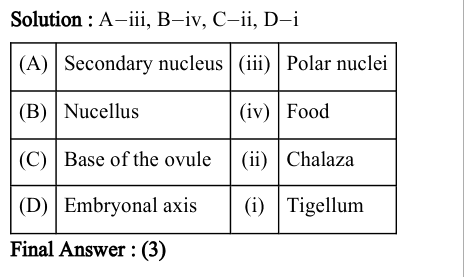 Solution : A–iii, B–iv, C–ii, D–i
(A) Secondary nucleus (iii) Polar nuclei
(B) Nucellus (iv) Food
(C) Base of the ovule (ii) Chalaza
(D) Embryonal axis (i) Tigellum
Final Answer : (3)